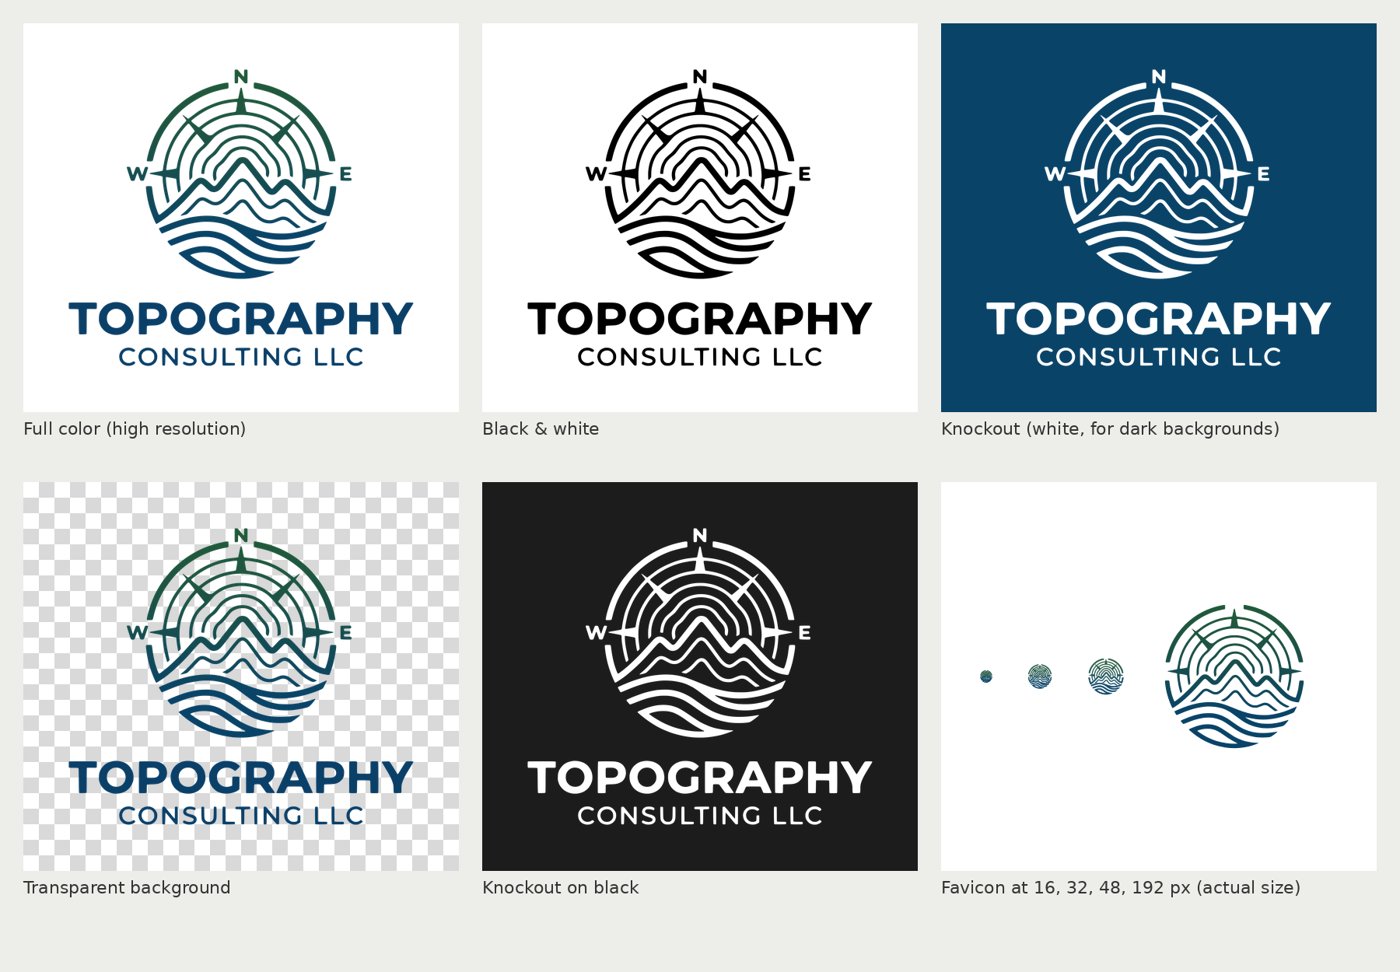 N
W E
TOPOGRAPHY
CONSULTING LLC
Full color (high resolution)
N
W E
TOPOGRAPHY
CONSULTING LLC
Black & white
N
W E
TOPOGRAPHY
CONSULTING LLC
Knockout (white, for dark backgrounds)
N
W E
TOPOGRAPHY
CONSULTING LLC
Transparent background
N
W E
TOPOGRAPHY
CONSULTING LLC
Knockout on black
Favicon at 16, 32, 48, 192 px (actual size)